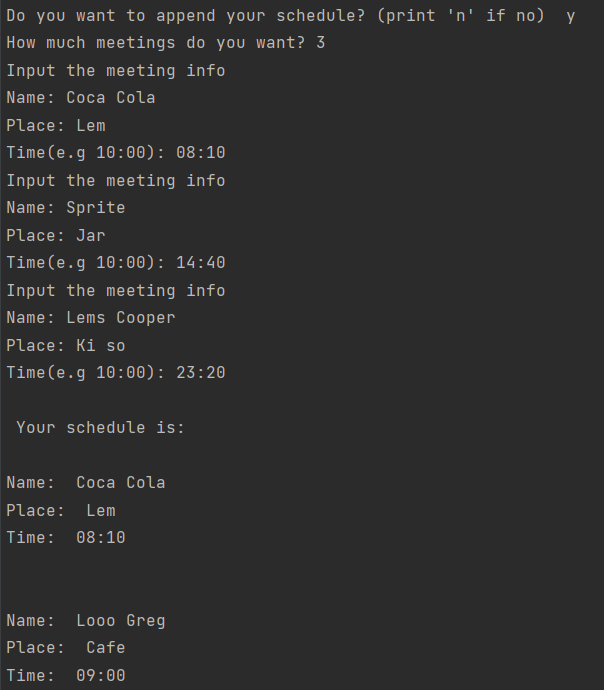 Do you want to append your schedule? (print 'n' if no)  y
How much meetings do you want? 3
Input the meeting info
Name: Coca Cola
Place: Lem
Time(e.g 10:00): 08:10
Input the meeting info
Name: Sprite
Place: Jar
Time(e.g 10:00): 14:40
Input the meeting info
Name: Lems Cooper
Place: Ki so
Time(e.g 10:00): 23:20
Your schedule is:
Name:  Coca Cola
Place:  Lem
Time:  08:10
Name:  Looo Greg
Place:  Cafe
Time:  09:00